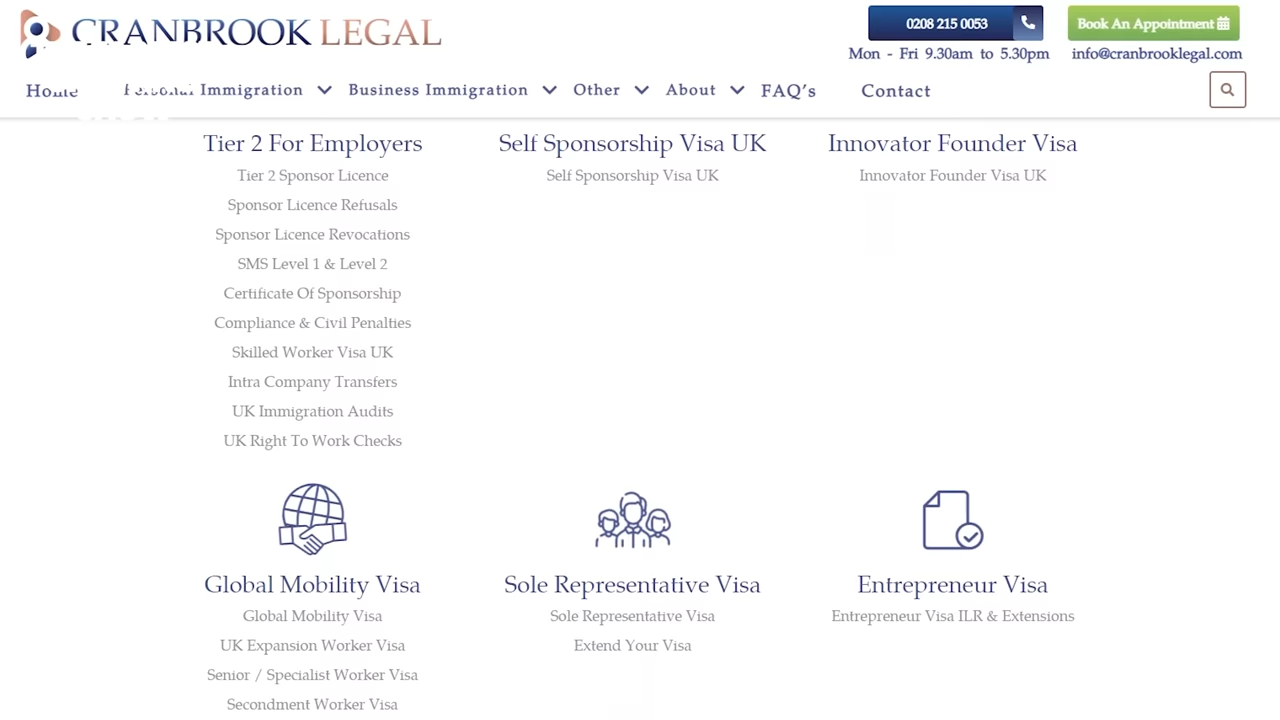 CRANBROOK LEGAL
0208 215 0053
Book An Appointment
Mon - Fri 9.30am to 5.30pm
info@cranbrooklegal.com
Home
Personal Immigration
Business Immigration
Other
About
FAQ's
Contact
Tier 2 For Employers
Tier 2 Sponsor Licence
Sponsor Licence Refusals
Sponsor Licence Revocations
SMS Level 1 & Level 2
Certificate Of Sponsorship
Compliance & Civil Penalties
Skilled Worker Visa UK
Intra Company Transfers
UK Immigration Audits
UK Right To Work Checks
Self Sponsorship Visa UK
Self Sponsorship Visa UK
Innovator Founder Visa
Innovator Founder Visa UK
Global Mobility Visa
Global Mobility Visa
UK Expansion Worker Visa
Senior / Specialist Worker Visa
Secondment Worker Visa
Sole Representative Visa
Sole Representative Visa
Extend Your Visa
Entrepreneur Visa
Entrepreneur Visa ILR & Extensions